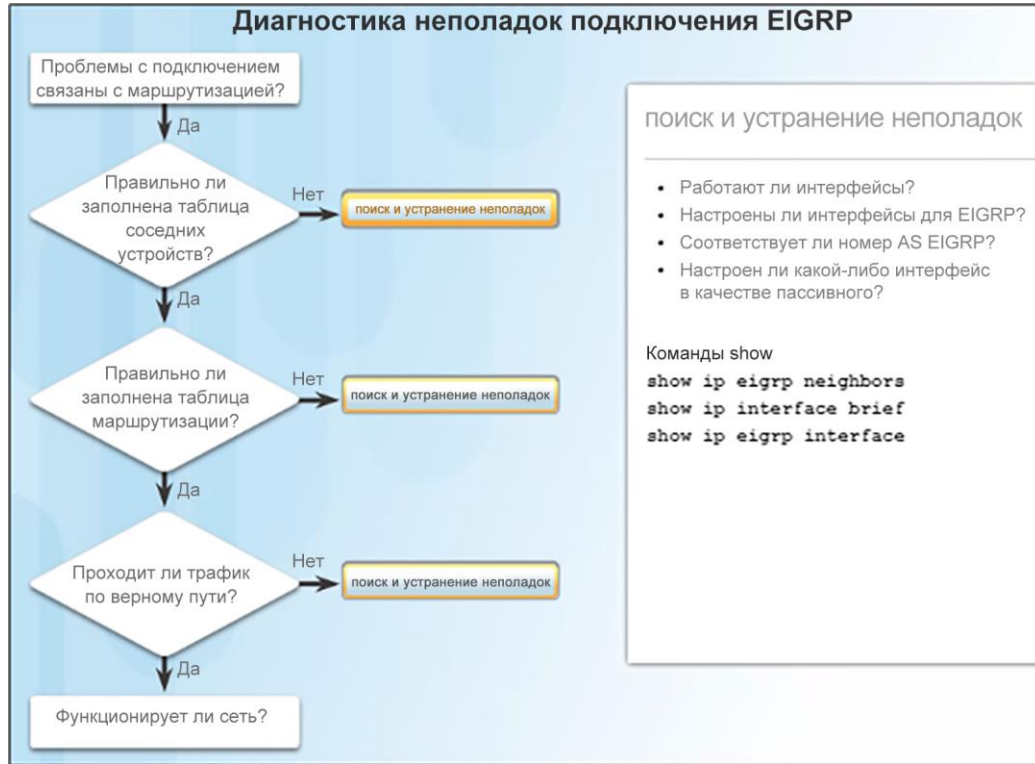 Диагностика неполадок подключения EIGRP
Проблемы с подключением
связаны с маршрутизацией?
Да
Правильно ли
заполнена таблица
соседних
устройств?
Нет
поиск и устранение неполадок
Да
Правильно ли
заполнена таблица
маршрутизации?
Нет
поиск и устранение неполадок
Да
Проходит ли трафик
по верному пути?
Нет
поиск и устранение неполадок
Да
Функционирует ли сеть?
поиск и устранение неполадок
• Работают ли интерфейсы?
• Настроены ли интерфейсы для EIGRP?
• Соответствует ли номер AS EIGRP?
• Настроен ли какой-либо интерфейс
в качестве пассивного?
Команды show
show ip eigrp neighbors
show ip interface brief
show ip eigrp interface